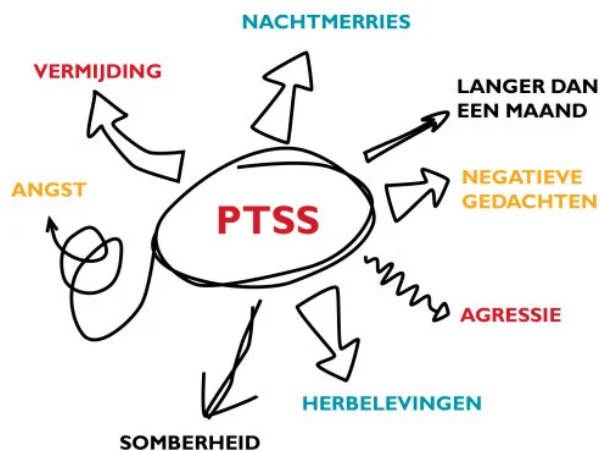 NACHTMERRIES
VERMIJDING
LANGER DAN
EEN MAAND
ANGST
NEGATIEVE
GEDACHTEN
PTSS
AGRESSIE
HERBELEVINGEN
SOMBERHEID